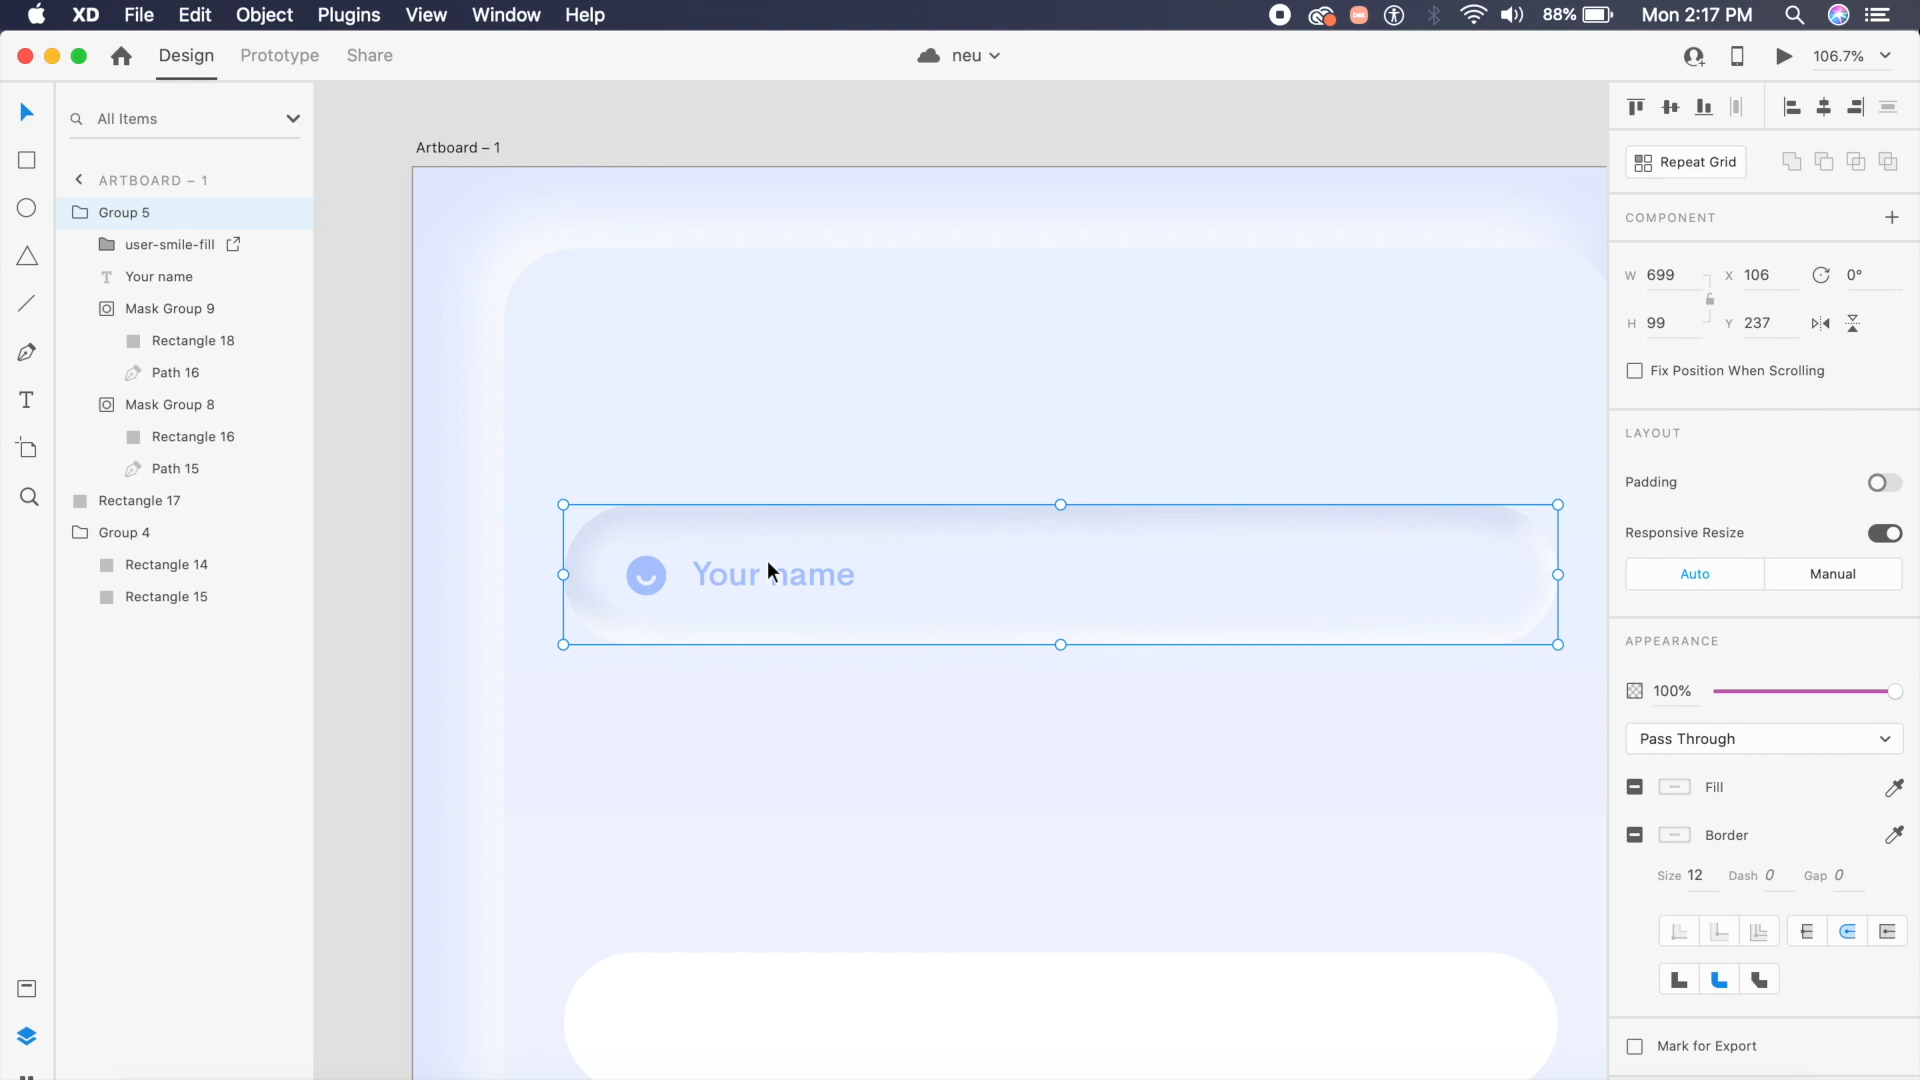 XD File Edit Object Plugins View Window Help 88% Mon 2:17 PM
Design Prototype Share neu 106.7%
All Items
Artboard – 1
ARTBOARD – 1
Repeat Grid
Group 5
COMPONENT
user-smile-fill
Your name
W 699 X 106 0°
Mask Group 9
H 99 Y 237
Rectangle 18
Path 16
Fix Position When Scrolling
Mask Group 8
Rectangle 16
LAYOUT
Path 15
Padding
Rectangle 17
Group 4
Responsive Resize
Rectangle 14
Your name
Auto Manual
Rectangle 15
APPEARANCE
100%
Pass Through
Fill
Border
Size 12 Dash 0 Gap 0
Mark for Export